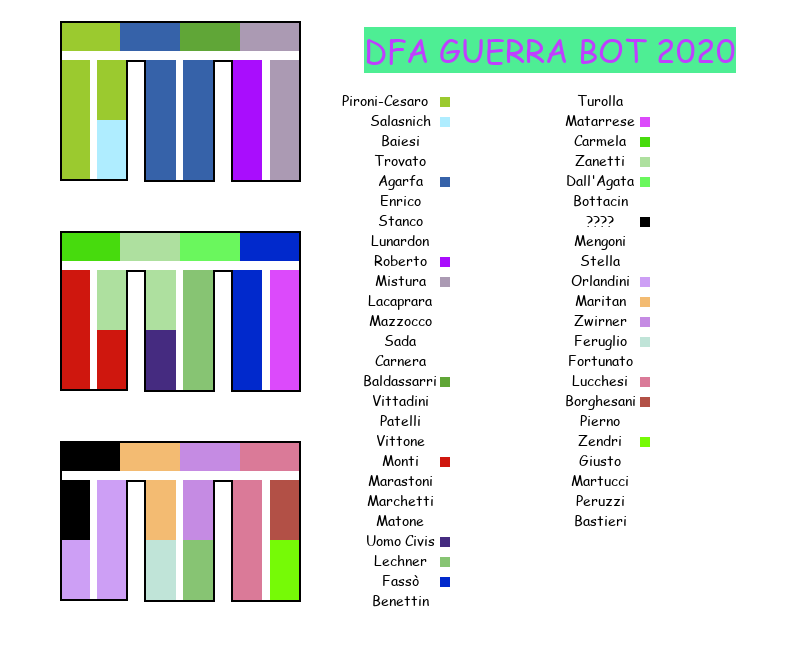 DFA GUERRA BOT 2020
Pironi-Cesaro
Salasnich
Baiesi
Trovato
Agarfa
Enrico
Stanco
Lunardon
Roberto
Mistura
Lacaprara
Mazzocco
Sada
Carnera
Baldassarri
Vittadini
Patelli
Vittone
Monti
Marastoni
Marchetti
Matone
Uomo Civis
Lechner
Fassò
Benettin
Turolla
Matarrese
Carmela
Zanetti
Dall'Agata
Bottacin
????
Mengoni
Stella
Orlandini
Maritan
Zwirner
Feruglio
Fortunato
Lucchesi
Borghesani
Pierno
Zendri
Giusto
Martucci
Peruzzi
Bastieri